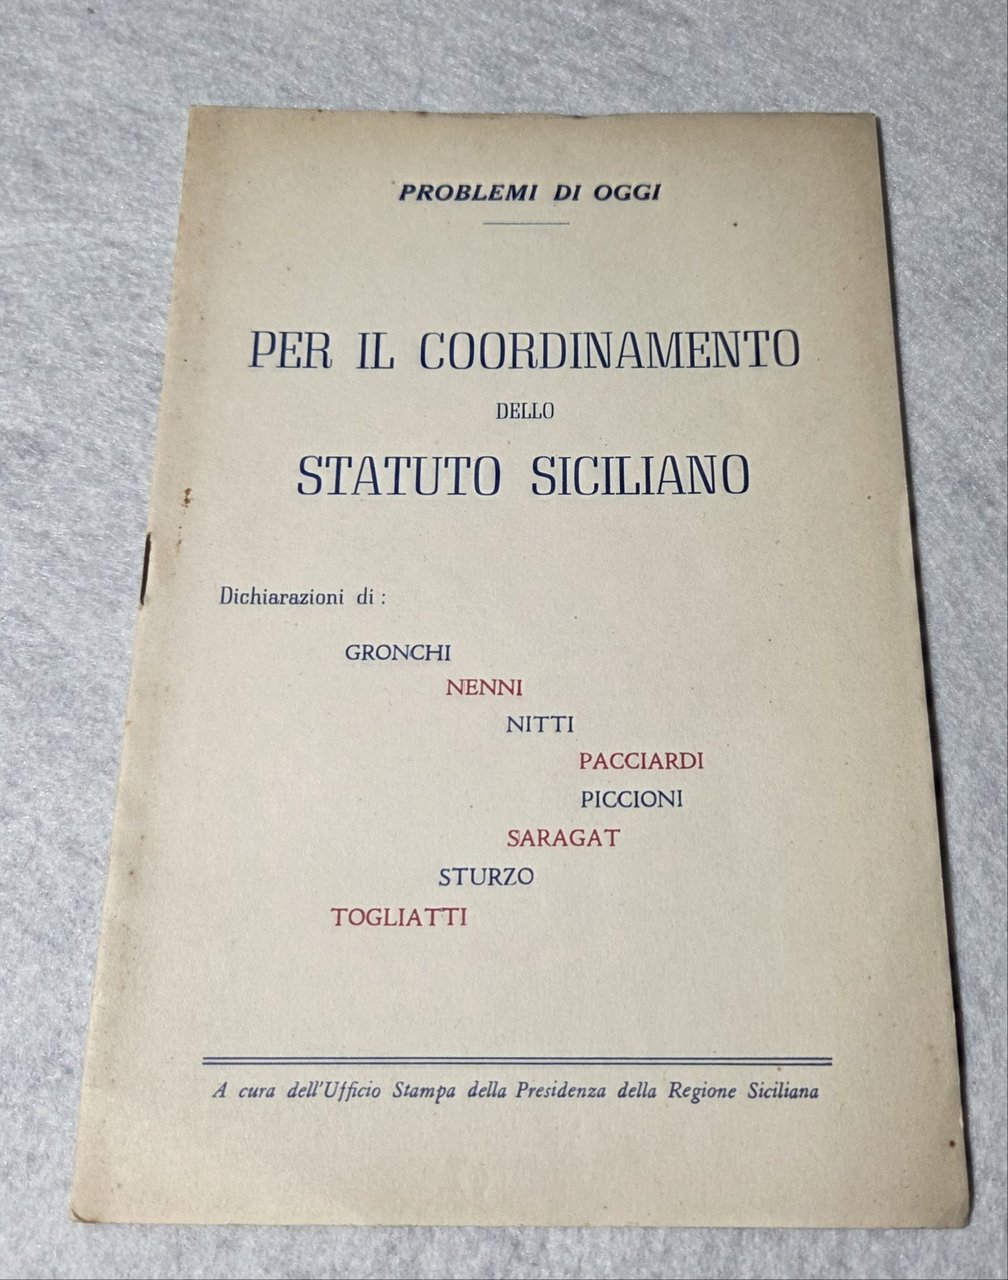 PROBLEMI DI OGGI
PER IL COORDINAMENTO
DELLO
STATUTO SICILIANO
Dichiarazioni di :
GRONCHI
NENNI
NITTI
PACCIARDI
PICCIONI
SARAGAT
STURZO
TOGLIATTI
A cura dell'Ufficio Stampa della Presidenza della Regione Siciliana